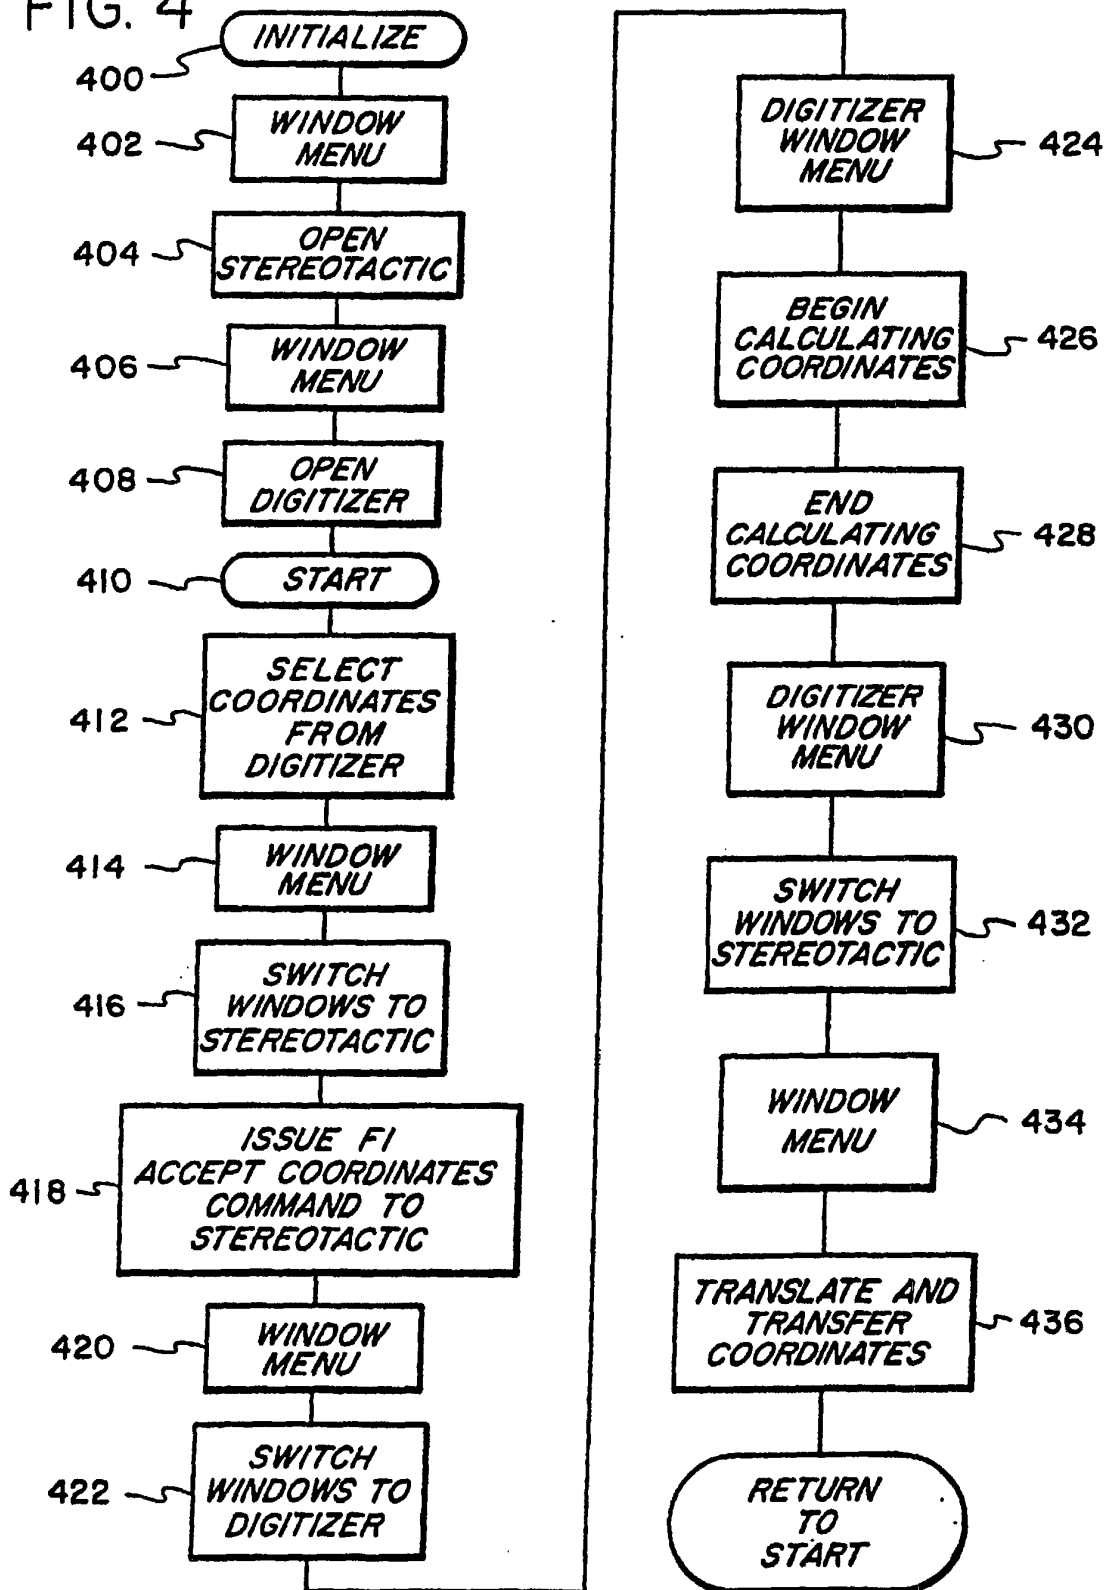 FIG. 4
INITIALIZE
400
WINDOW
MENU
402
OPEN
STEREOTACTIC
404
WINDOW
MENU
406
OPEN
DIGITIZER
408
START
410
SELECT
COORDINATES
FROM
DIGITIZER
412
WINDOW
MENU
414
SWITCH
WINDOWS TO
STEREOTACTIC
416
ISSUE F1
ACCEPT COORDINATES
COMMAND TO
STEREOTACTIC
418
WINDOW
MENU
420
SWITCH
WINDOWS TO
DIGITIZER
422
DIGITIZER
WINDOW
MENU
424
BEGIN
CALCULATING
COORDINATES
426
END
CALCULATING
COORDINATES
428
DIGITIZER
WINDOW
MENU
430
SWITCH
WINDOWS TO
STEREOTACTIC
432
WINDOW
MENU
434
TRANSLATE AND
TRANSFER
COORDINATES
436
RETURN
TO
START